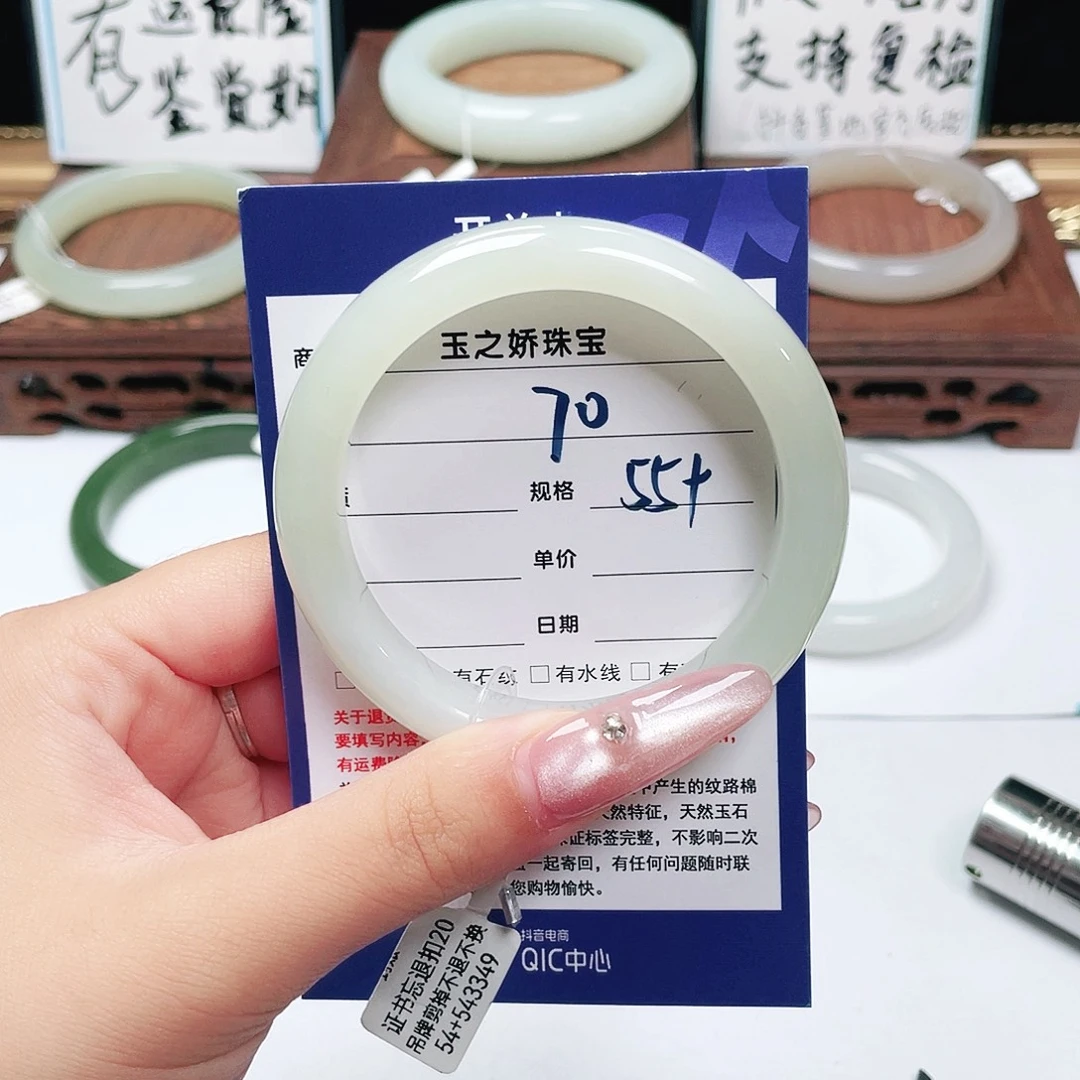 有
鉴赏期
支持复检
玉之娇珠宝
商
70
规格 55+
单价
日期
有石纹 □有水线 □有
关于退货
要填写内容
有运费险
产生的纹路棉
天然特征，天然玉石
证标签完整，不影响二次
一起寄回，有任何问题随时联
您购物愉快。
抖音电商
QIC中心
证书忘退扣20
吊牌剪掉不退不换
54+543349